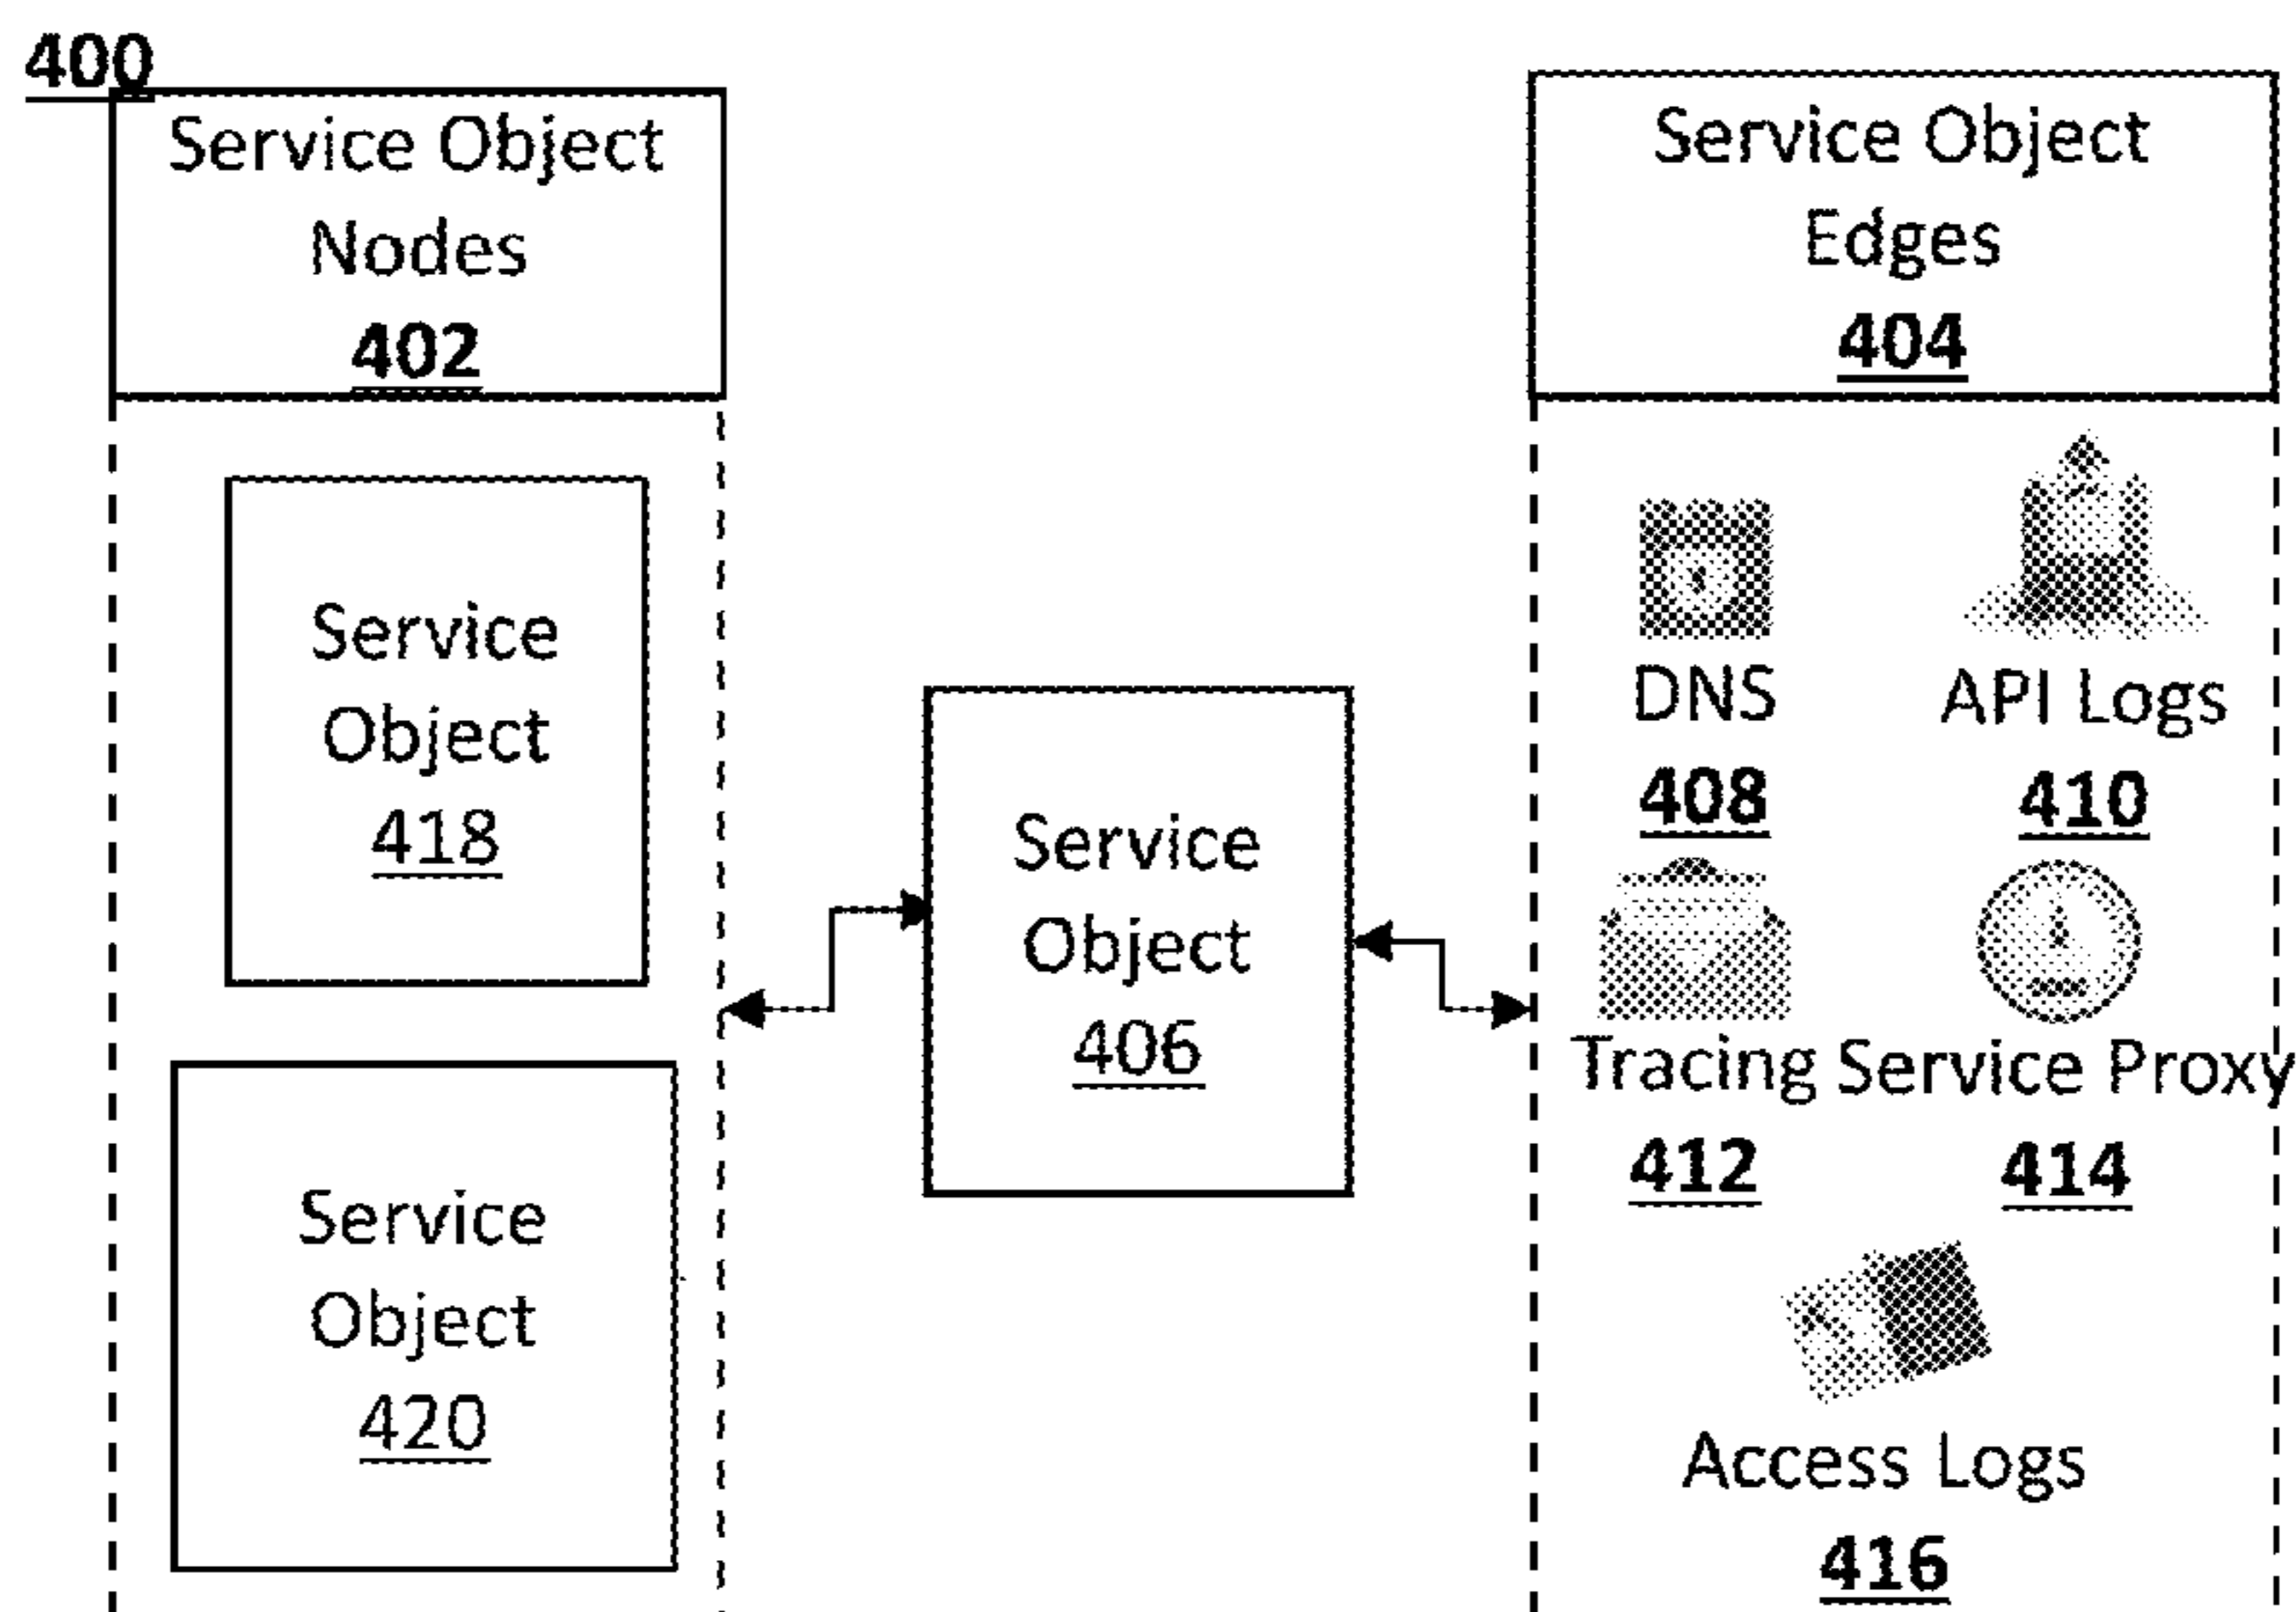 400
Service Object
Nodes
402
Service Object
Edges
404
Service
Object
418
Service
Object
420
Service
Object
406
DNS
408
API Logs
410
Tracing
412
Service Proxy
414
Access Logs
416